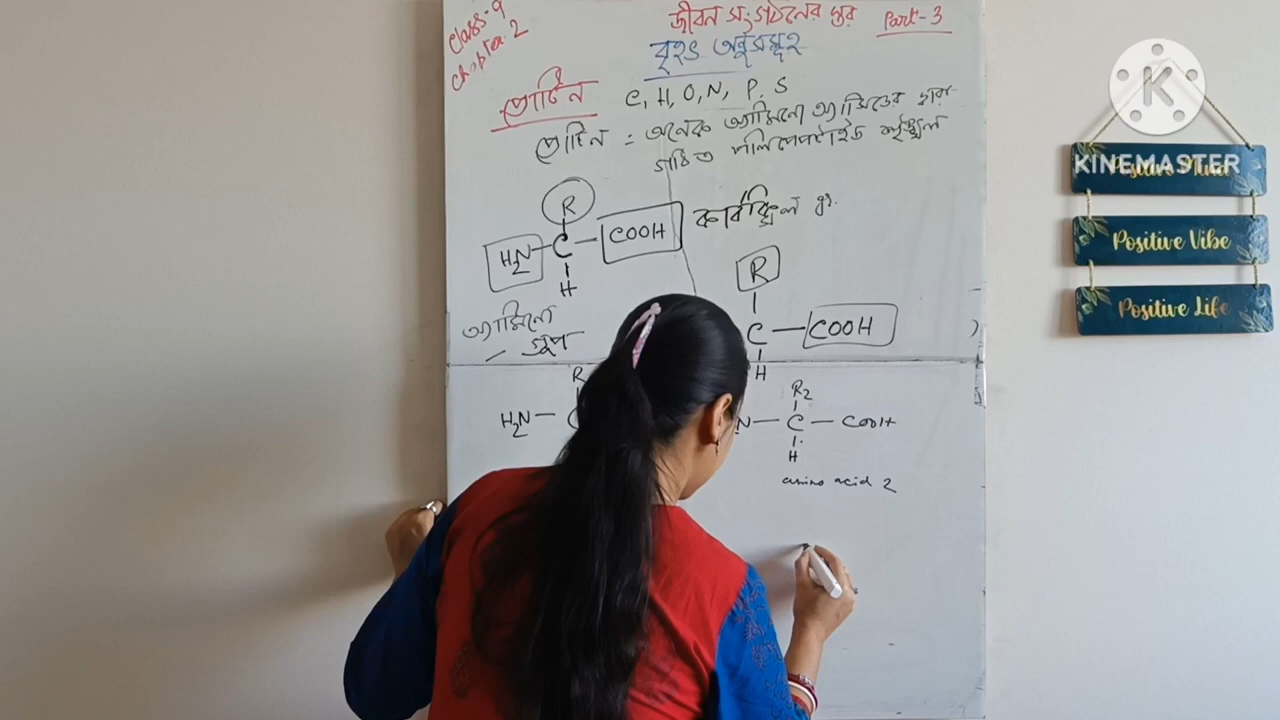 Class-9
Chapter. 2
জীবন সংগঠনের স্তর Part-3
বৃহৎ অনুসমূহ
প্রোটিন C, H, O, N, P, S
প্রোটিন = অনেক অ্যামিনো অ্যাসিডের দ্বারা
গঠিত পলিপেপটাইড শৃঙ্খল
R
H2N - C - COOH কার্বক্সিল গ্রু.
H
অ্যামিনো
গ্রুপ
R
C - COOH
H
R
H2N -
R2
N - C - COOH
H
amino acid 2
K
KINEMASTER
Positive Vibe
Positive Life